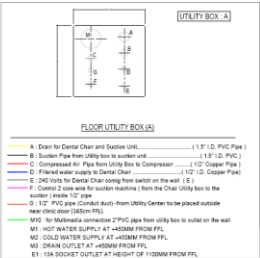 UTILITY BOX : A
M
A
C
B
G
D
F
E
FLOOR UTILITY BOX (A)
A : Drain for Dental Chair and Suction Unit..........................( 1.5" I.D. PVC Pipe )
B : Suction Pipe from Utility box to suction unit ..........................( 1.5" I.D. PVC )
C : Compressed Air Pipe from Utility Box to Compressor ..........( 1/2" Copper Pipe )
D : Filtered water supply to Dental Chair ..........................( 1/2" I.D. Copper Pipe)
E : 240 Volts for Dental Chair comig from switch on the wall ( E )
F : Control 2 core wire for suction machine ( from the Chair Utility box to the
suction ) inside 1/2" pipe
G : 1/2" PVC pipe (Conduct duct) -from Utility Center to be placed outside
near clinic door (165cm FFL).
M10 : for Multimedia connection 2"PVC pipe from utility box to outlet on the wall
M1 : HOT WATER SUPPLY AT +450MM FROM FFL
M2 : COLD WATER SUPPLY AT +450MM FROM FFL
M3 : DRAIN OUTLET AT +450MM FROM FFL
E1 : 13A SOCKET OUTLET AT HEIGHT OF 1100MM FROM FFL